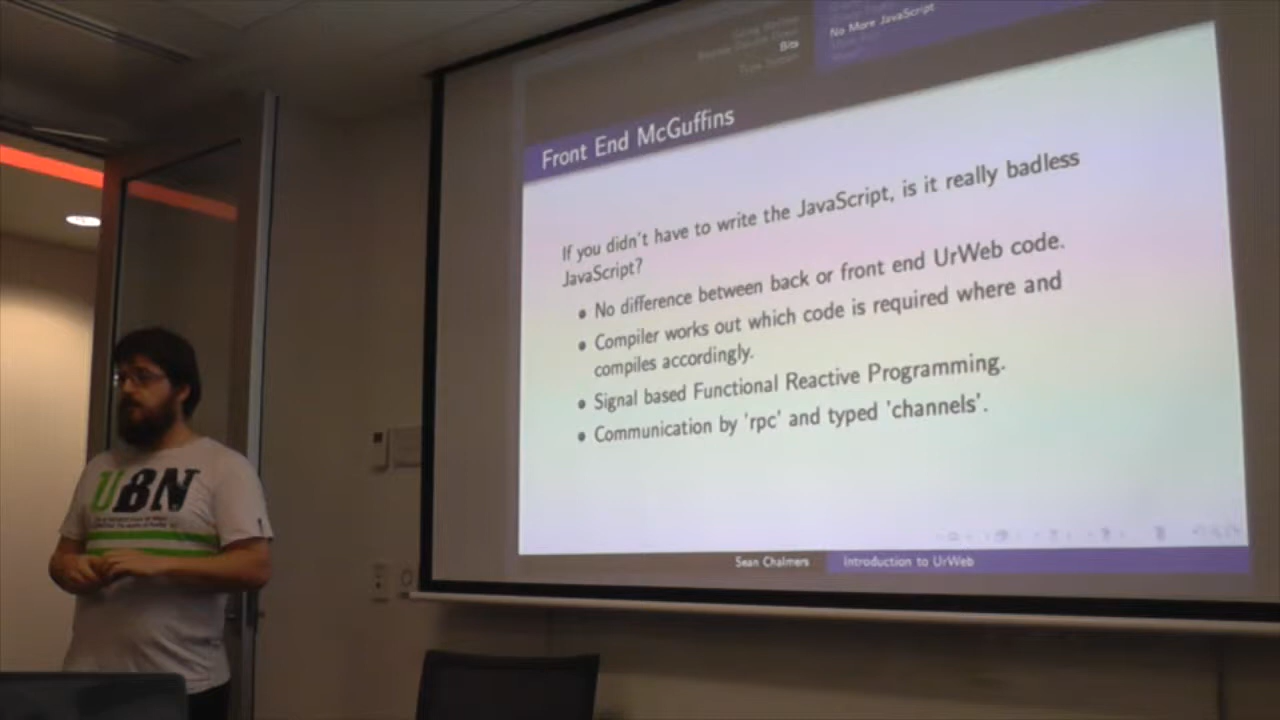 Bits
No More JavaScript
Front End McGuffins
If you didn't have to write the JavaScript, is it really badless
JavaScript?
• No difference between back or front end UrWeb code.
• Compiler works out which code is required where and
compiles accordingly.
• Signal based Functional Reactive Programming.
• Communication by 'rpc' and typed 'channels'.
Sean Chalmers
Introduction to UrWeb
UBN